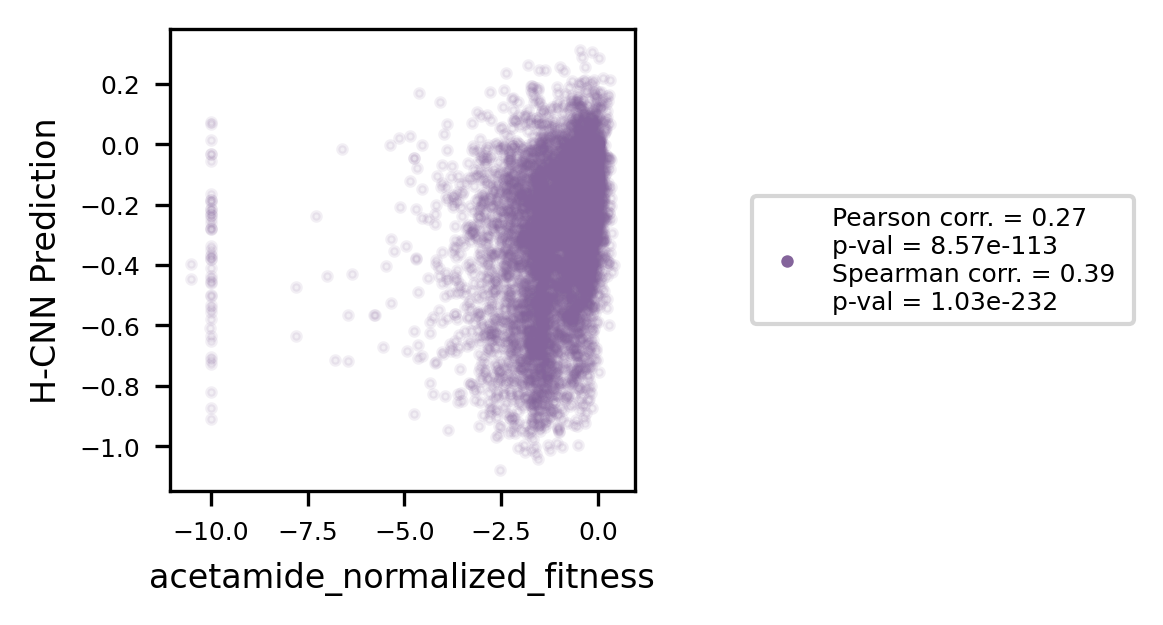 H-CNN Prediction
0.2
0.0
−0.2
−0.4
−0.6
−0.8
−1.0
−10.0
−7.5
−5.0
−2.5
0.0
acetamide_normalized_fitness
Pearson corr. = 0.27
p-val = 8.57e-113
Spearman corr. = 0.39
p-val = 1.03e-232